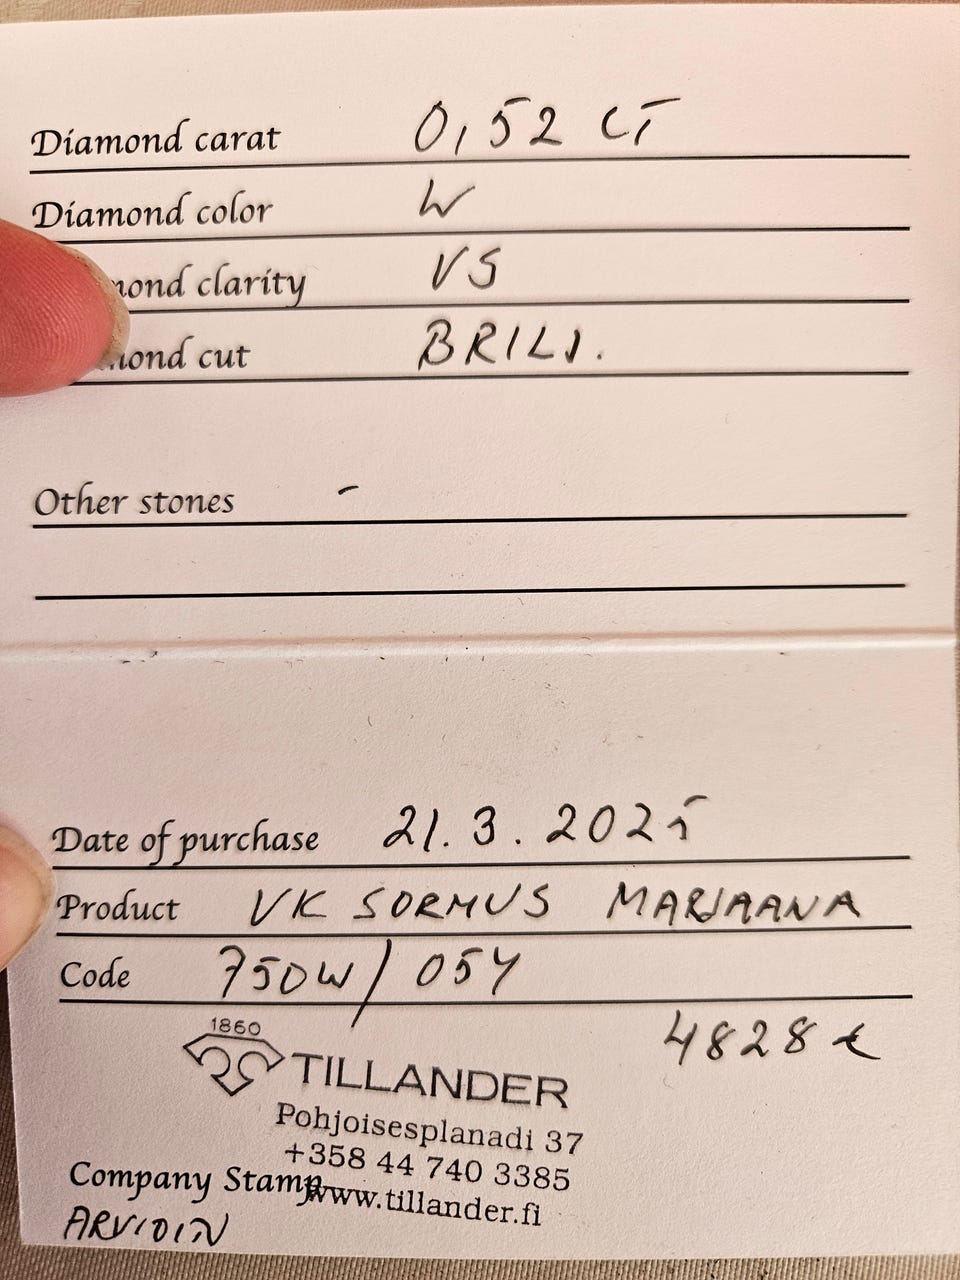 Diamond carat 0,52 CT
Diamond color W
mond clarity VS
mond cut BRILJ.
Other stones -
Date of purchase 21.3.2025
Product VK SORMUS MARJAANA
Code 750W/054
4828 €
1860
TILLANDER
Pohjoisesplanadi 37
+358 44 740 3385
www.tillander.fi
Company Stamp